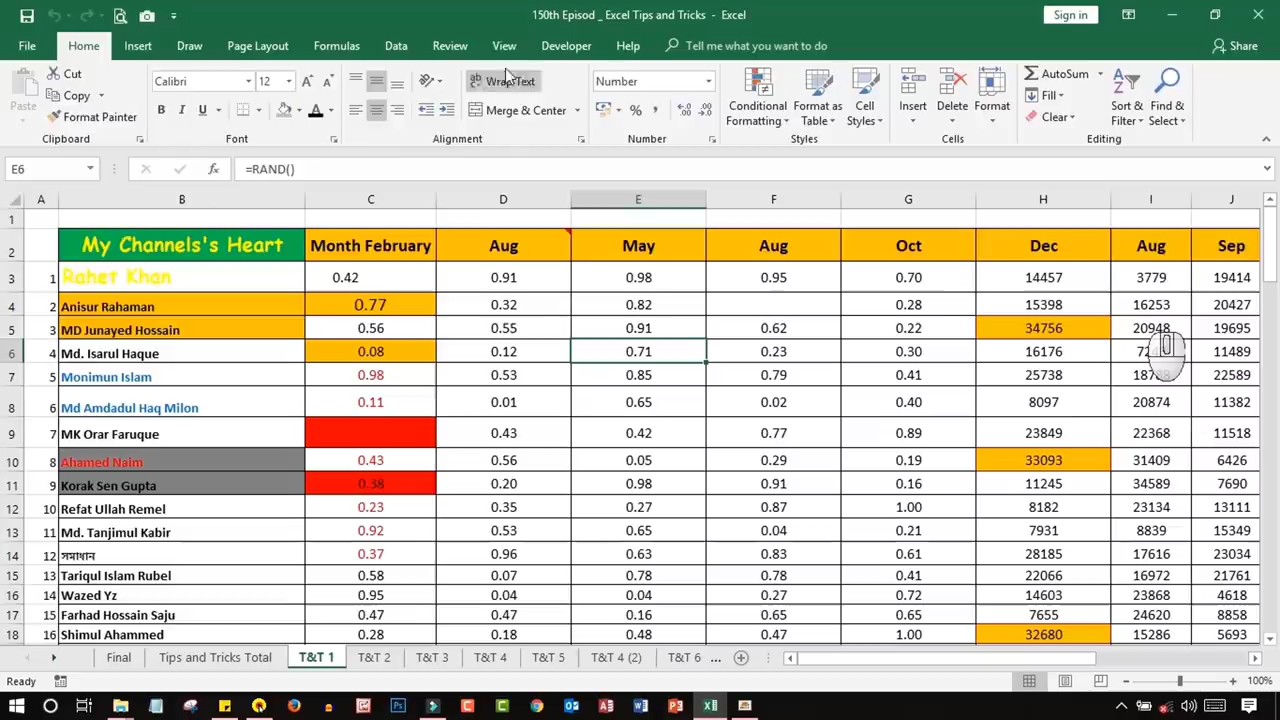 150th Episod _ Excel Tips and Tricks - Excel
Sign in
File Home Insert Draw Page Layout Formulas Data Review View Developer Help Tell me what you want to do Share
Paste Cut Copy Format Painter
Calibri 12
B I U
Wrap Text
Merge & Center
Number
Conditional Formatting Format as Table Cell Styles
Insert Delete Format
AutoSum Fill Clear
Sort & Filter Find & Select
Clipboard Font Alignment Number Styles Cells Editing
E6 fx =RAND()
A B C D E F G H I J
1
2 My Channels's Heart Month February Aug May Aug Oct Dec Aug Sep
3 1 Rahet Khan 0.42 0.91 0.98 0.95 0.70 14457 3779 19414
4 2 Anisur Rahaman 0.77 0.32 0.82 0.28 15398 16253 20427
5 3 MD Junayed Hossain 0.56 0.55 0.91 0.62 0.22 34756 20948 19695
6 4 Md. Isarul Haque 0.08 0.12 0.71 0.23 0.30 16176 11489
7 5 Monimun Islam 0.98 0.53 0.85 0.79 0.41 25738 22589
8 6 Md Amdadul Haq Milon 0.11 0.01 0.65 0.02 0.40 8097 20874 11382
9 7 MK Orar Faruque 0.43 0.42 0.77 0.89 23849 22368 11518
10 8 Ahamed Naim 0.43 0.56 0.05 0.29 0.19 33093 31409 6426
11 9 Korak Sen Gupta 0.38 0.20 0.98 0.91 0.16 11245 34589 7690
12 10 Refat Ullah Remel 0.23 0.35 0.27 0.87 1.00 8182 23134 13111
13 11 Md. Tanjimul Kabir 0.92 0.53 0.65 0.04 0.21 7931 8839 15349
14 12 সমাধান 0.37 0.96 0.63 0.83 0.61 28185 17616 23034
15 13 Tariqul Islam Rubel 0.58 0.07 0.78 0.78 0.41 22066 16972 21761
16 14 Wazed Yz 0.95 0.04 0.04 0.27 0.72 14603 23868 4618
17 15 Farhad Hossain Saju 0.47 0.47 0.16 0.65 0.65 7655 24620 8858
18 16 Shimul Ahammed 0.28 0.18 0.48 0.47 1.00 32680 15286 5693
Final Tips and Tricks Total T&T 1 T&T 2 T&T 3 T&T 4 T&T 5 T&T 4 (2) T&T 6 ...
Ready 100%